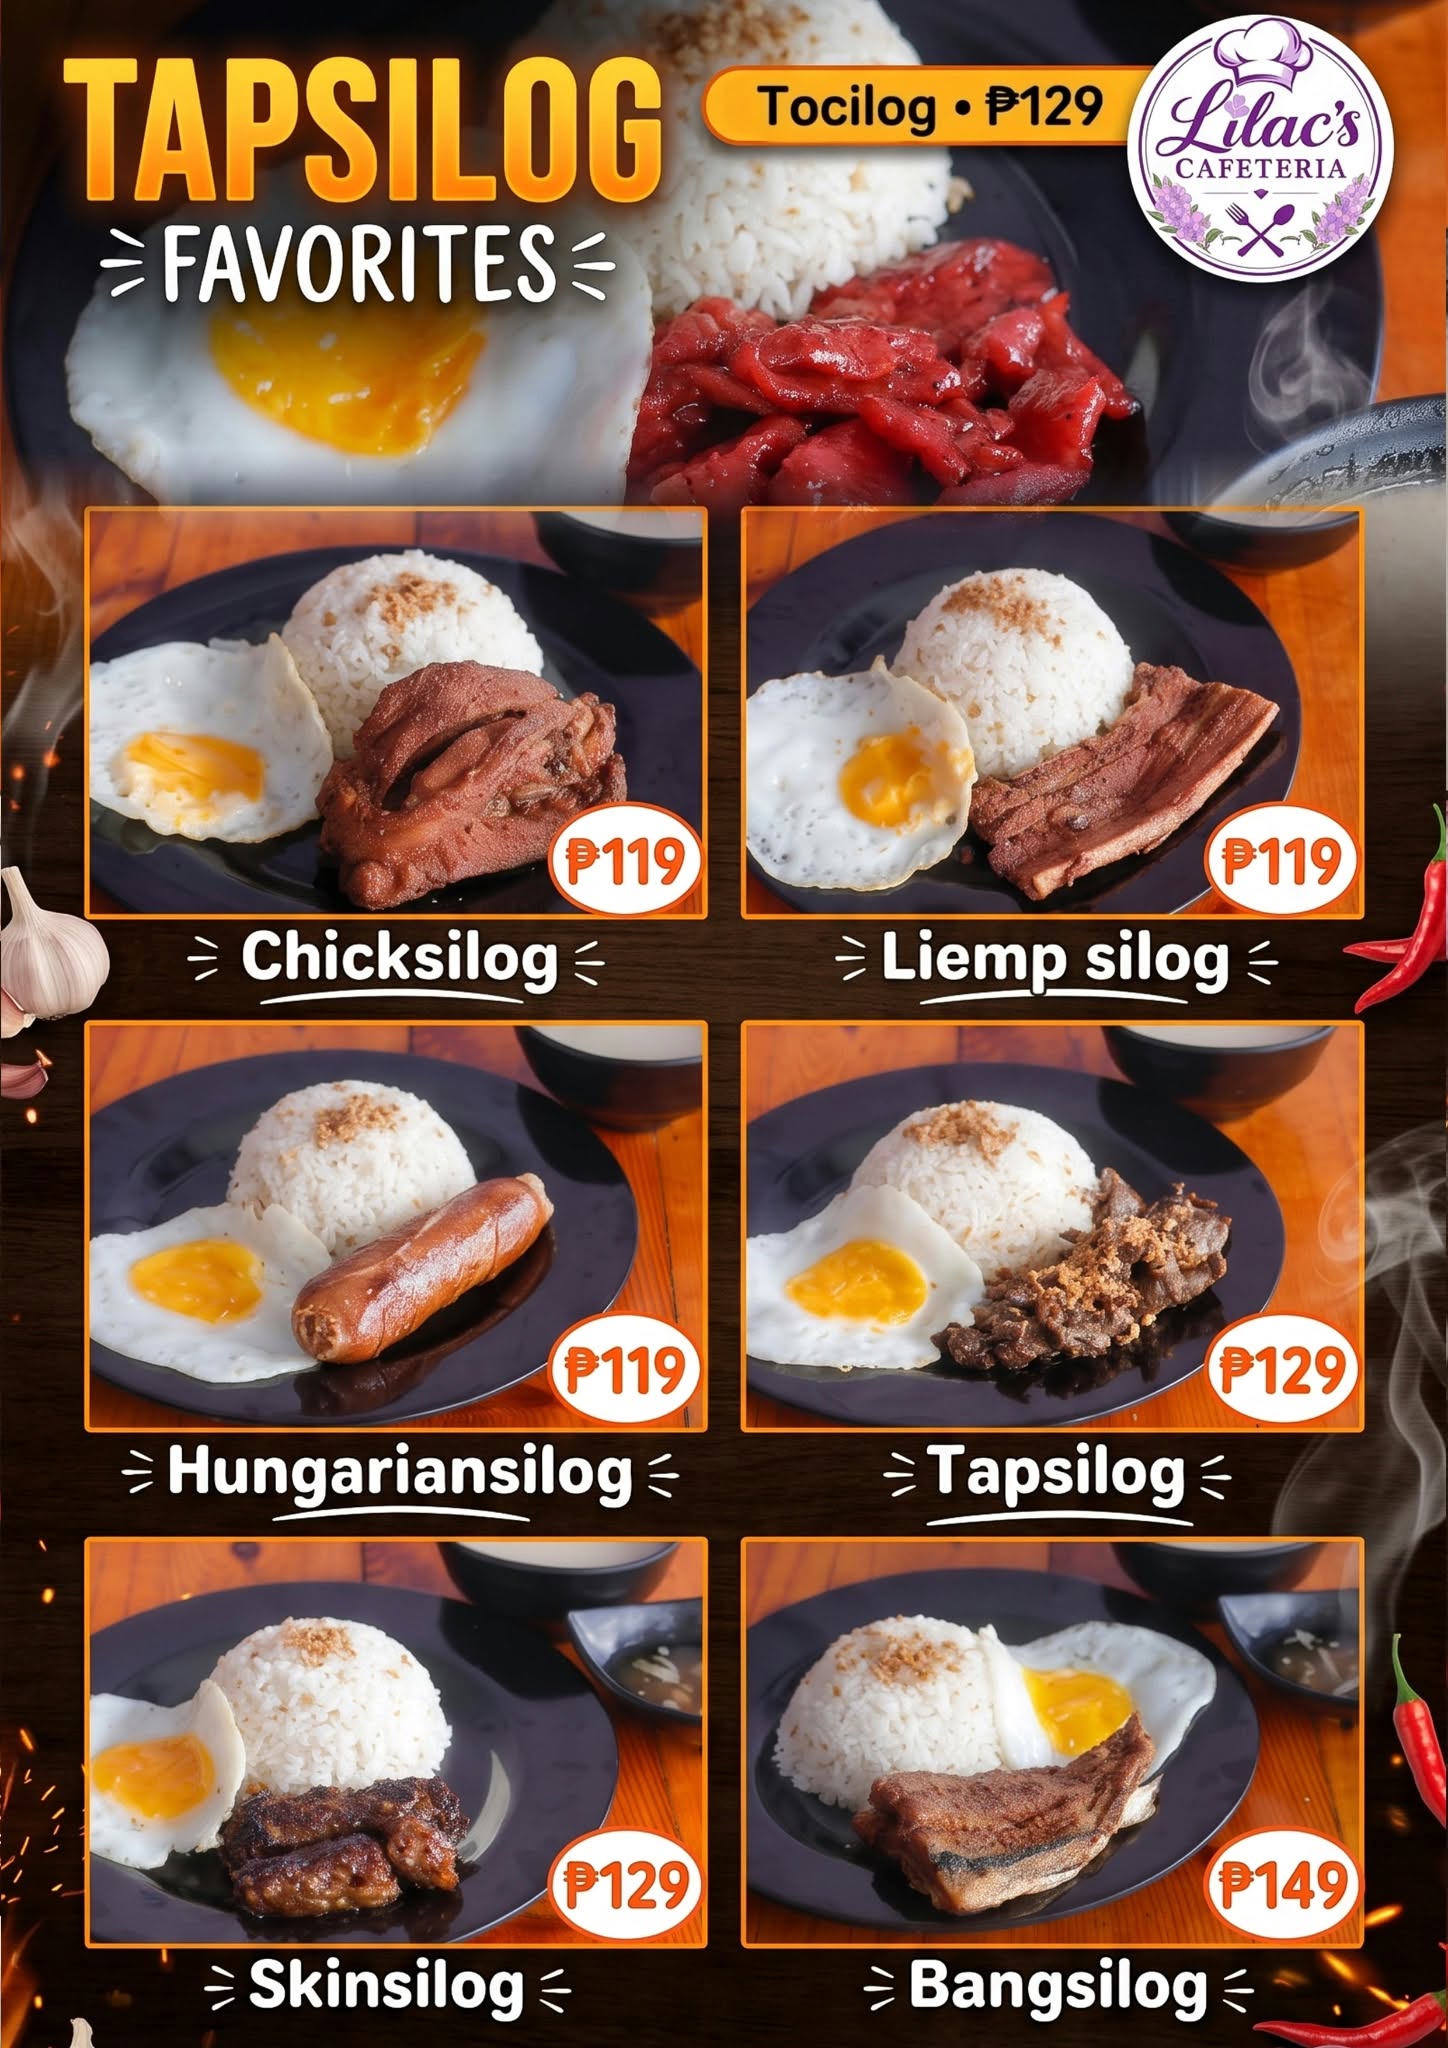 TAPSILOG
FAVORITES
Tocilog • ₱129
Lilac's
CAFETERIA
₱119
Chicksilog
₱119
Liemp silog
₱119
Hungariansilog
₱129
Tapsilog
₱129
Skinsilog
₱149
Bangsilog